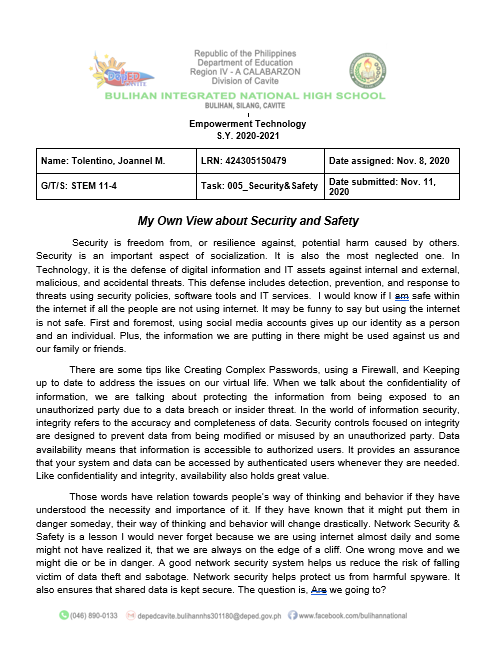 Republic of the Philippines
Department of Education
Region IV - A CALABARZON
Division of Cavite
DepED
CAVITE
BULIHAN INTEGRATED NATIONAL HIGH SCHOOL
BULIHAN, SILANG, CAVITE
Empowerment Technology
S.Y. 2020-2021
Name: Tolentino, Joannel M. LRN: 424305150479 Date assigned: Nov. 8, 2020
G/T/S: STEM 11-4 Task: 005_Security&Safety Date submitted: Nov. 11,
2020
My Own View about Security and Safety
Security is freedom from, or resilience against, potential harm caused by others.
Security is an important aspect of socialization. It is also the most neglected one. In
Technology, it is the defense of digital information and IT assets against internal and external,
malicious, and accidental threats. This defense includes detection, prevention, and response to
threats using security policies, software tools and IT services. I would know if I am safe within
the internet if all the people are not using internet. It may be funny to say but using the internet
is not safe. First and foremost, using social media accounts gives up our identity as a person
and an individual. Plus, the information we are putting in there might be used against us and
our family or friends.
There are some tips like Creating Complex Passwords, using a Firewall, and Keeping
up to date to address the issues on our virtual life. When we talk about the confidentiality of
information, we are talking about protecting the information from being exposed to an
unauthorized party due to a data breach or insider threat. In the world of information security,
integrity refers to the accuracy and completeness of data. Security controls focused on integrity
are designed to prevent data from being modified or misused by an unauthorized party. Data
availability means that information is accessible to authorized users. It provides an assurance
that your system and data can be accessed by authenticated users whenever they are needed.
Like confidentiality and integrity, availability also holds great value.
Those words have relation towards people's way of thinking and behavior if they have
understood the necessity and importance of it. If they have known that it might put them in
danger someday, their way of thinking and behavior will change drastically. Network Security &
Safety is a lesson I would never forget because we are using internet almost daily and some
might not have realized it, that we are always on the edge of a cliff. One wrong move and we
might die or be in danger. A good network security system helps us reduce the risk of falling
victim of data theft and sabotage. Network security helps protect us from harmful spyware. It
also ensures that shared data is kept secure. The question is, Are we going to?
(046) 890-0133 depedcavite.bulihannhs301180@deped.gov.ph www.facebook.com/bulihannational